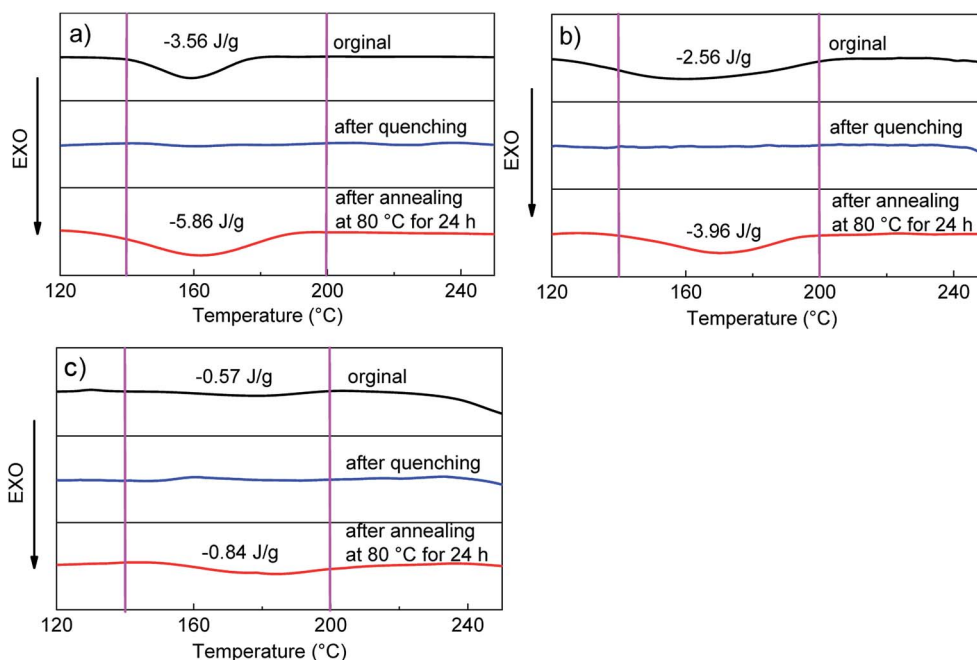 a)
-3.56 J/g
orginal
after quenching
EXO
after annealing
at 80 °C for 24 h
-5.86 J/g
120
160
200
240
Temperature (°C)
b)
-2.56 J/g
orginal
after quenching
EXO
after annealing
at 80 °C for 24 h
-3.96 J/g
120
160
200
240
Temperature (°C)
c)
-0.57 J/g
orginal
after quenching
EXO
after annealing
at 80 °C for 24 h
-0.84 J/g
120
160
200
240
Temperature (°C)